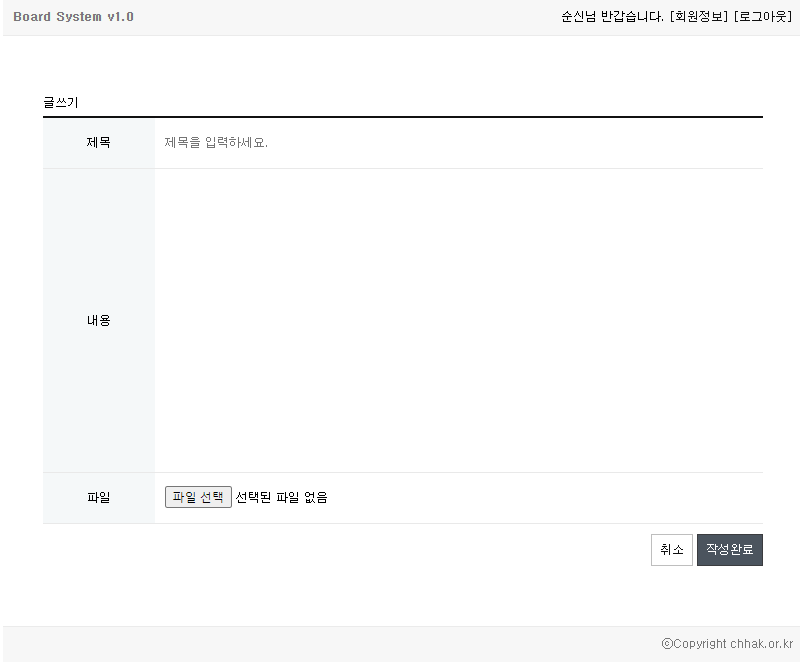 Board System v1.0
순신님 반갑습니다. [회원정보] [로그아웃]
글쓰기
제목
제목을 입력하세요.
내용
파일
파일 선택 선택된 파일 없음
취소
작성완료
ⓒCopyright chhak.or.kr